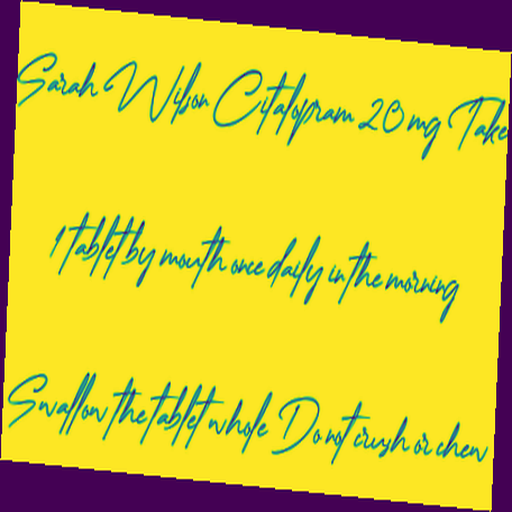 Sarah Wilson Citalopram 20 mg Take
1 tablet by mouth once daily in the morning
Swallow the tablet whole Do not crush or chew